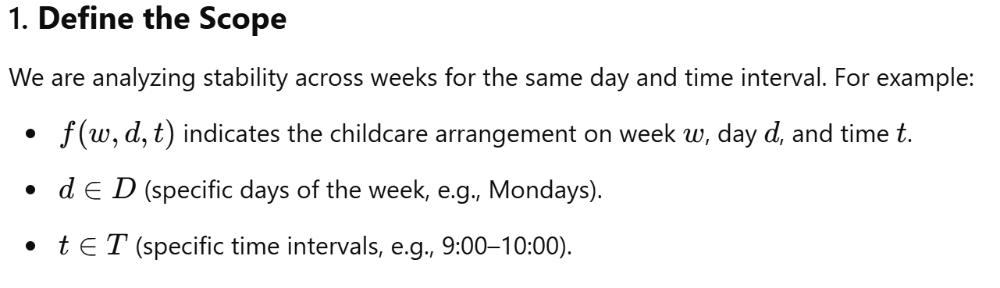 1. Define the Scope
We are analyzing stability across weeks for the same day and time interval. For example:
• f(w, d, t) indicates the childcare arrangement on week w, day d, and time t.
• d ∈ D (specific days of the week, e.g., Mondays).
• t ∈ T (specific time intervals, e.g., 9:00–10:00).